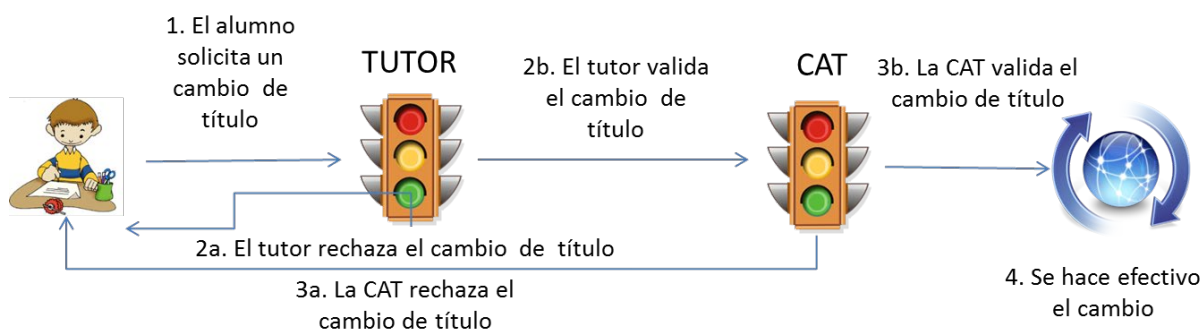 1. El alumno
solicita un
cambio de
título
TUTOR
2b. El tutor valida
el cambio de
título
CAT
3b. La CAT valida el
cambio de título
2a. El tutor rechaza el cambio de título
3a. La CAT rechaza el
cambio de título
4. Se hace efectivo
el cambio